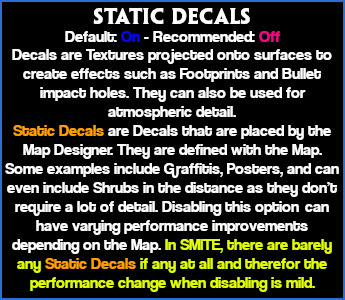 STATIC DECALS
Default: On - Recommended: Off
Decals are Textures projected onto surfaces to
create effects such as Footprints and Bullet
impact holes. They can also be used for
atmospheric detail.
Static Decals are Decals that are placed by the
Map Designer. They are defined with the Map.
Some examples include Graffitis, Posters, and can
even include Shrubs in the distance as they don't
require a lot of detail. Disabling this option can
have varying performance improvements
depending on the Map. In SMITE, there are barely
any Static Decals if any at all and therefor the
performance change when disabling is mild.